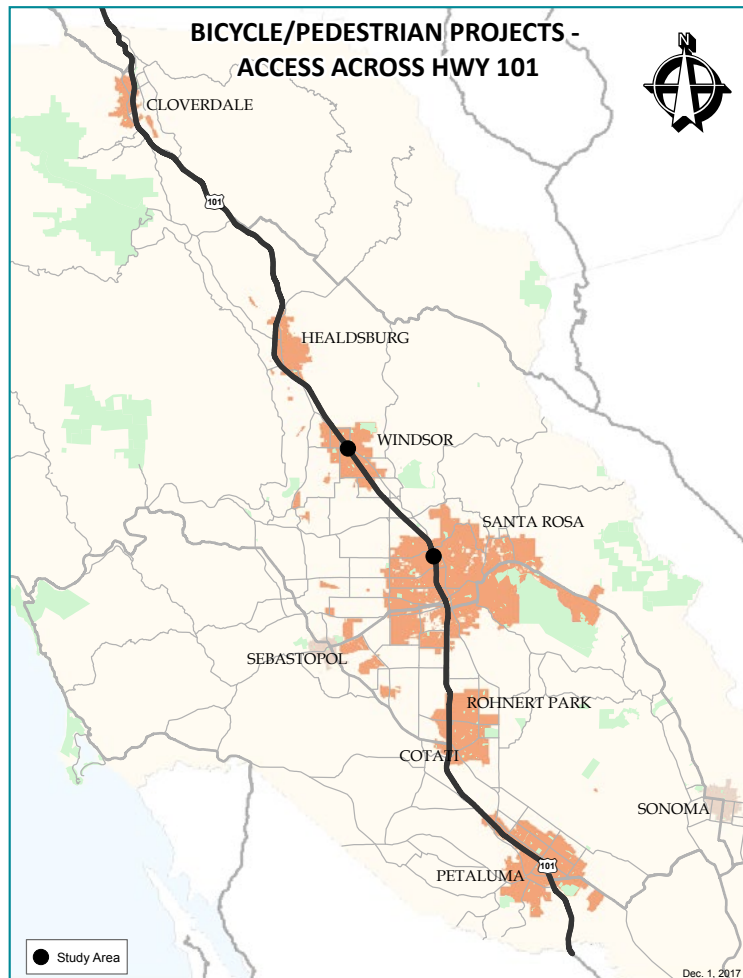 BICYCLE/PEDESTRIAN PROJECTS -
ACCESS ACROSS HWY 101
N
CLOVERDALE
101
HEALDSBURG
WINDSOR
SANTA ROSA
SEBASTOPOL
ROHNERT PARK
COTATI
SONOMA
101
PETALUMA
Study Area
Dec. 1, 2017